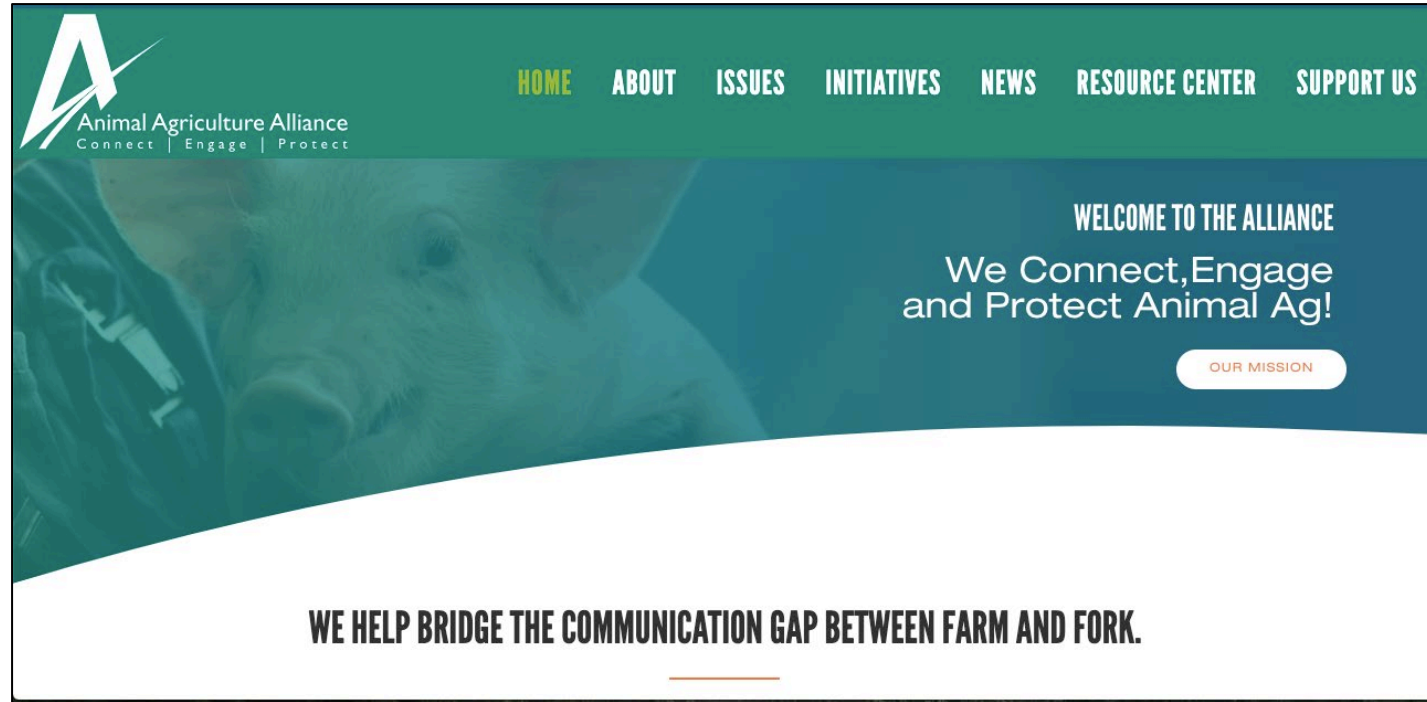 Animal Agriculture Alliance
Connect | Engage | Protect
HOME ABOUT ISSUES INITIATIVES NEWS RESOURCE CENTER SUPPORT US
WELCOME TO THE ALLIANCE
We Connect,Engage
and Protect Animal Ag!
OUR MISSION
WE HELP BRIDGE THE COMMUNICATION GAP BETWEEN FARM AND FORK.